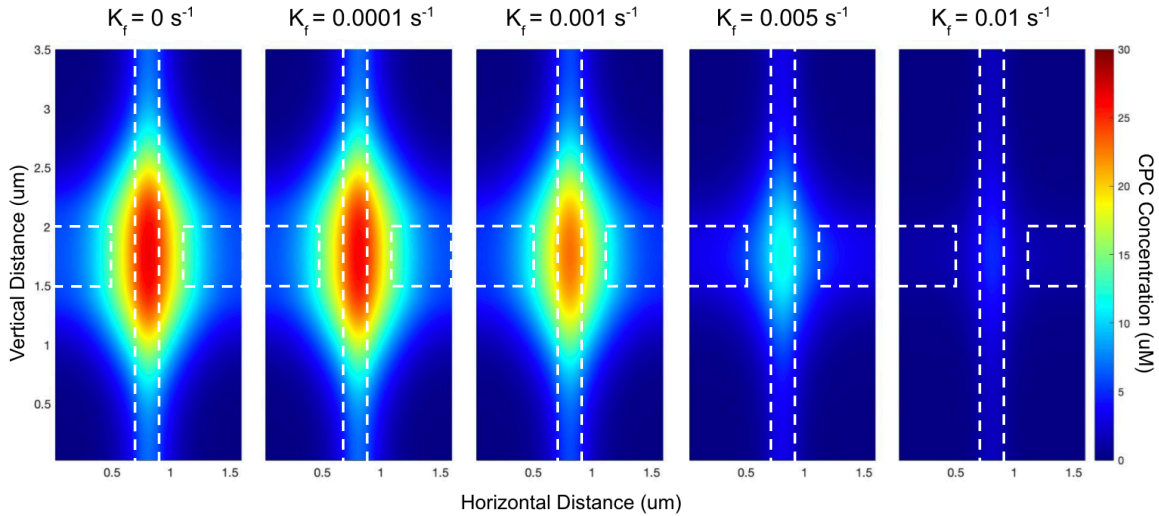 K_f = 0 s⁻¹ K_f = 0.0001 s⁻¹ K_f = 0.001 s⁻¹ K_f = 0.005 s⁻¹ K_f = 0.01 s⁻¹
3.5
3
2.5
2
1.5
1
0.5
Vertical Distance (um)
0.5 1 1.5 0.5 1 1.5 0.5 1 1.5 0.5 1 1.5 0.5 1 1.5
Horizontal Distance (um)
30
25
20
15
10
5
0
CPC Concentration (uM)